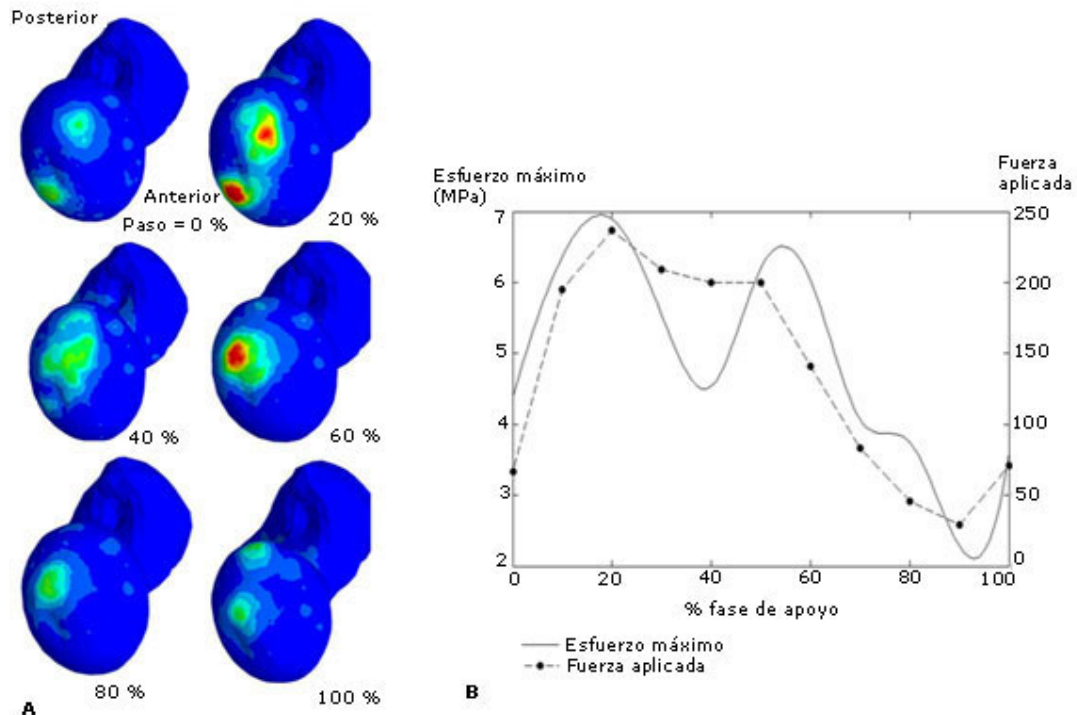 Posterior
Anterior
Paso = 0 %
20 %
40 %
60 %
80 %
100 %
A
Esfuerzo máximo
(MPa)
Fuerza
aplicada
7
6
5
4
3
2
250
200
150
100
50
0
0
20
40
60
80
100
% fase de apoyo
Esfuerzo máximo
Fuerza aplicada
B